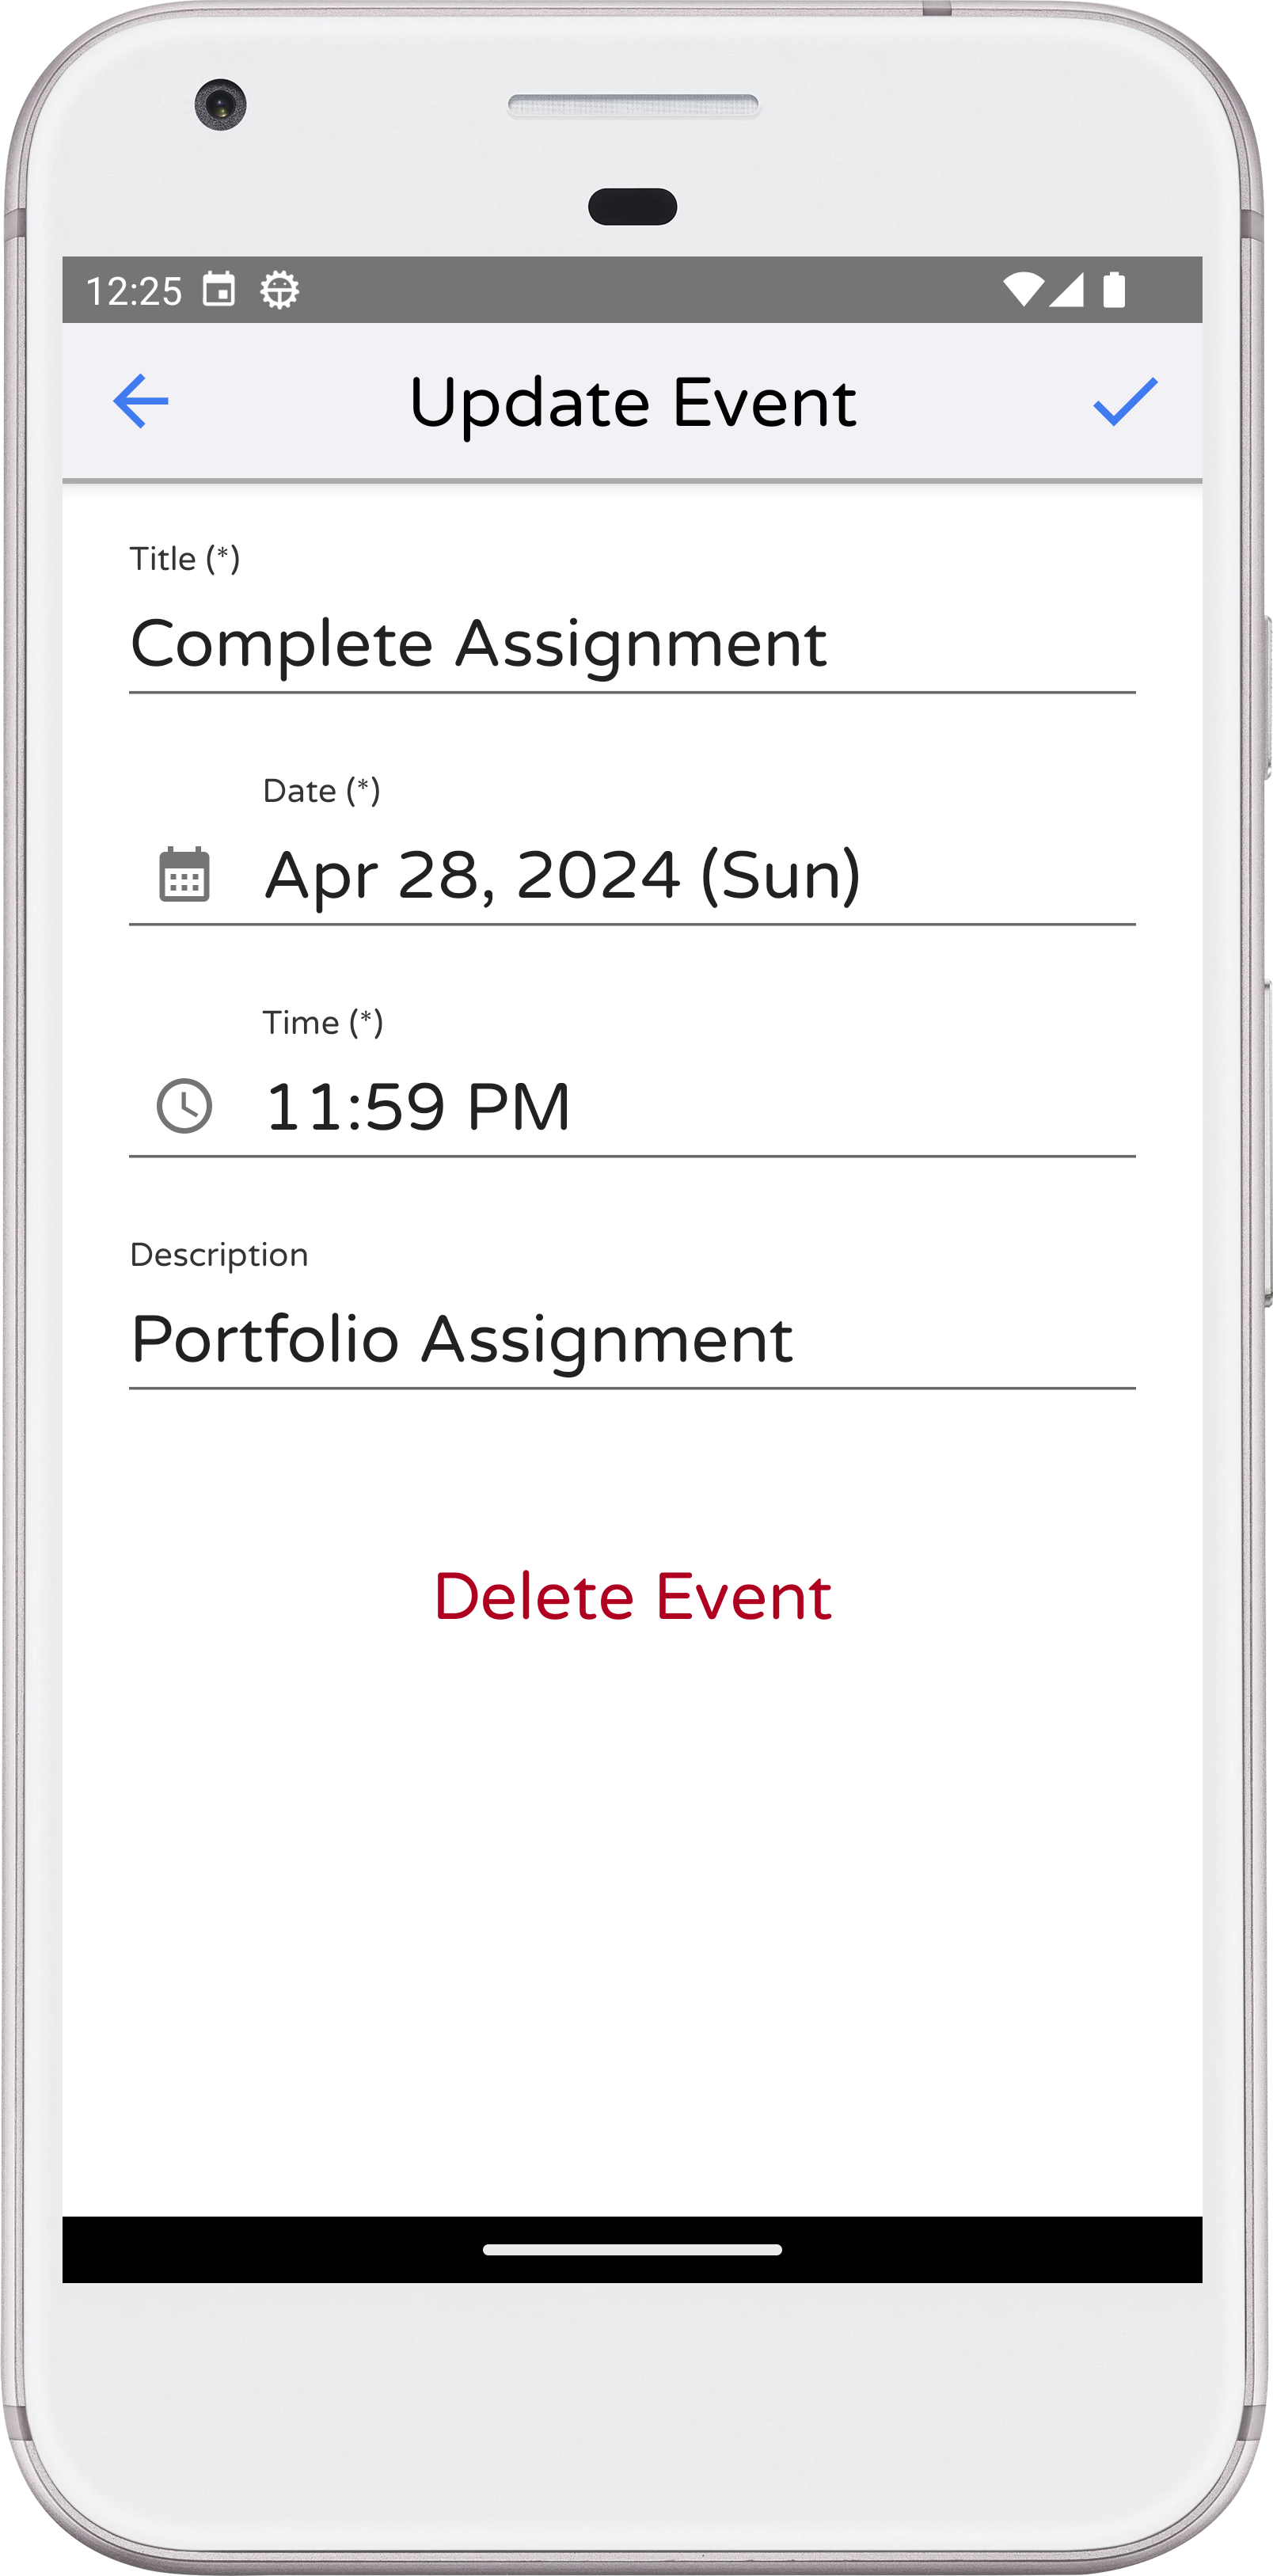 12:25
Update Event
Title (*)
Complete Assignment
Date (*)
Apr 28, 2024 (Sun)
Time (*)
11:59 PM
Description
Portfolio Assignment
Delete Event